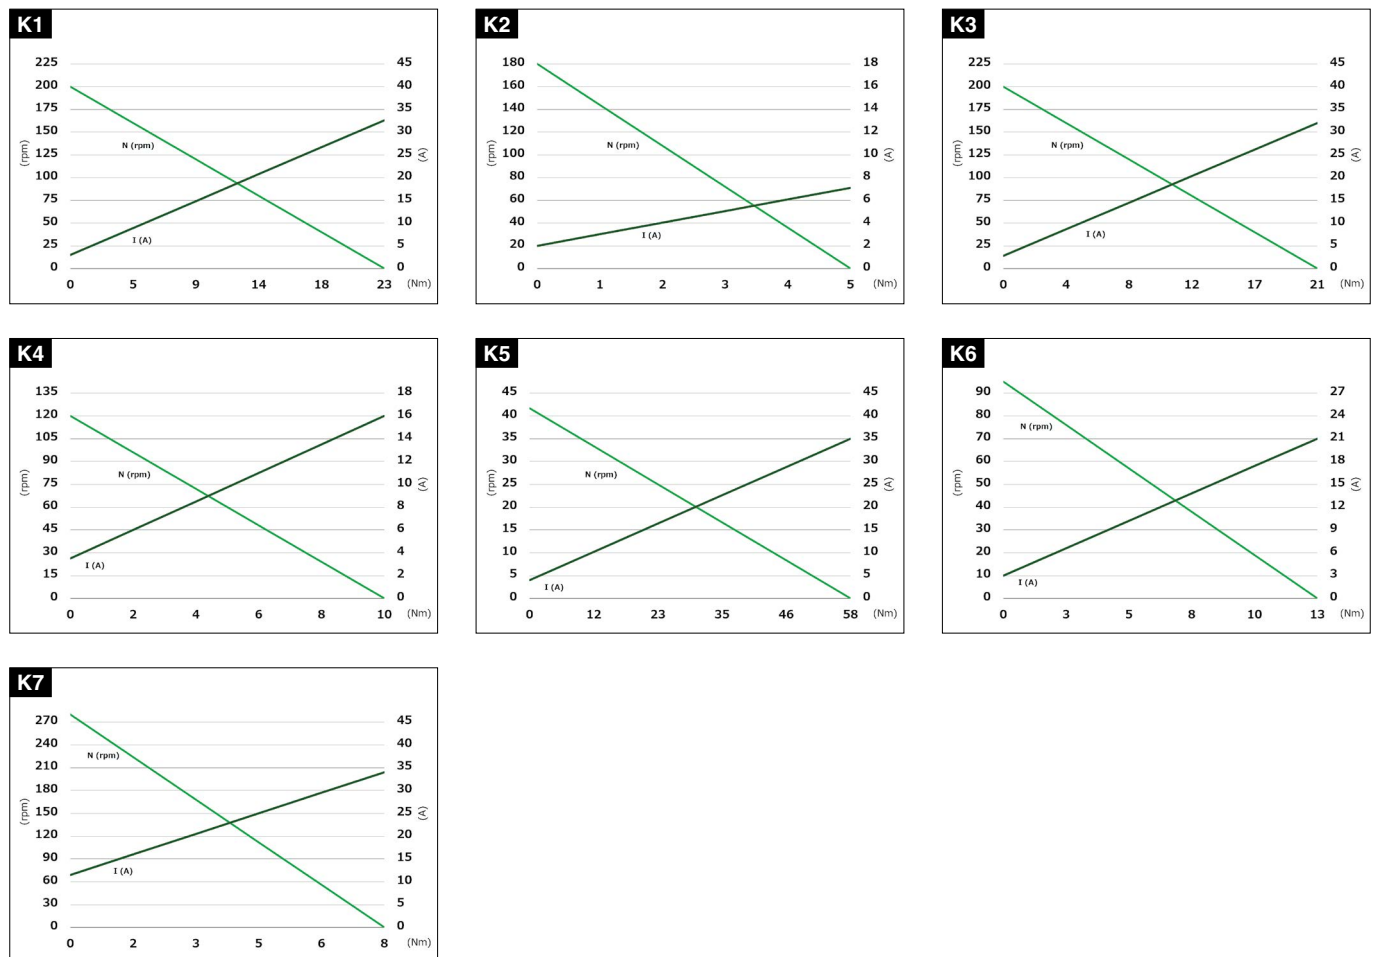 K1
225 45
200 40
175 35
150 30
125 25
100 20
75 15
50 10
25 5
0 0
(rpm)
(A)
N (rpm)
I (A)
0 5 9 14 18 23 (Nm)
K2
180 18
160 16
140 14
120 12
100 10
80 8
60 6
40 4
20 2
0 0
(rpm)
(A)
N (rpm)
I (A)
0 1 2 3 4 5 (Nm)
K3
225 45
200 40
175 35
150 30
125 25
100 20
75 15
50 10
25 5
0 0
(rpm)
(A)
N (rpm)
I (A)
0 4 8 12 17 21 (Nm)
K4
135 18
120 16
105 14
90 12
75 10
60 8
45 6
30 4
15 2
0 0
(rpm)
(A)
N (rpm)
I (A)
0 2 4 6 8 10 (Nm)
K5
45 45
40 40
35 35
30 30
25 25
20 20
15 15
10 10
5 5
0 0
(rpm)
(A)
N (rpm)
I (A)
0 12 23 35 46 58 (Nm)
K6
90 27
80 24
70 21
60 18
50 15
40 12
30 9
20 6
10 3
0 0
(rpm)
(A)
N (rpm)
I (A)
0 3 5 8 10 13 (Nm)
K7
270 45
240 40
210 35
180 30
150 25
120 20
90 15
60 10
30 5
0 0
(rpm)
(A)
N (rpm)
I (A)
0 2 3 5 6 8 (Nm)